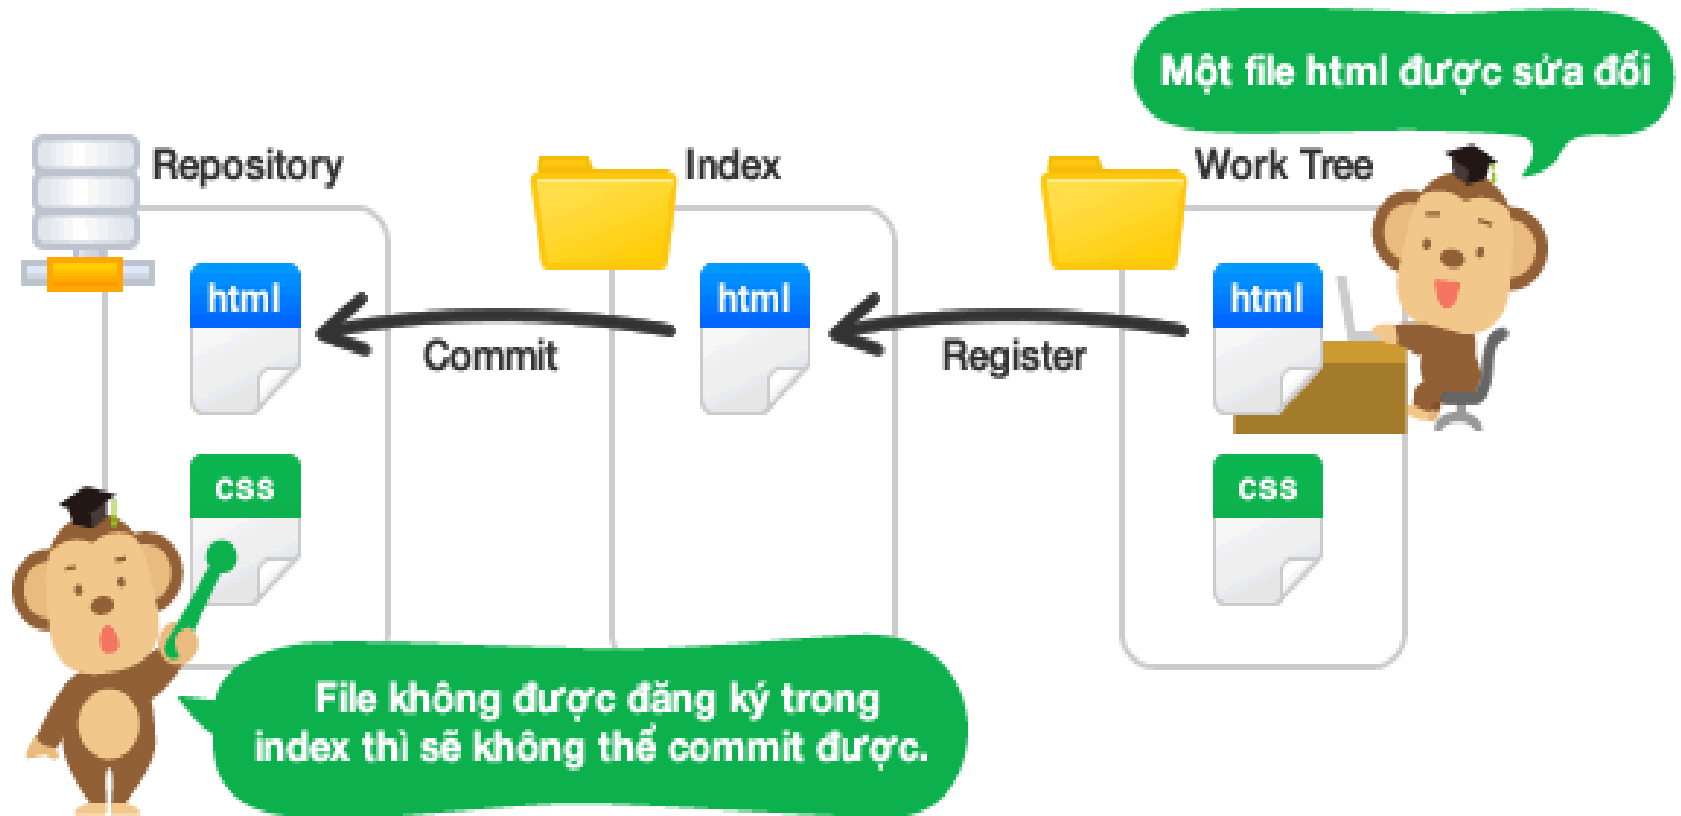 Một file html được sửa đổi
Repository
Index
Work Tree
html
html
html
Commit
Register
css
css
File không được đăng ký trong
index thì sẽ không thể commit được.